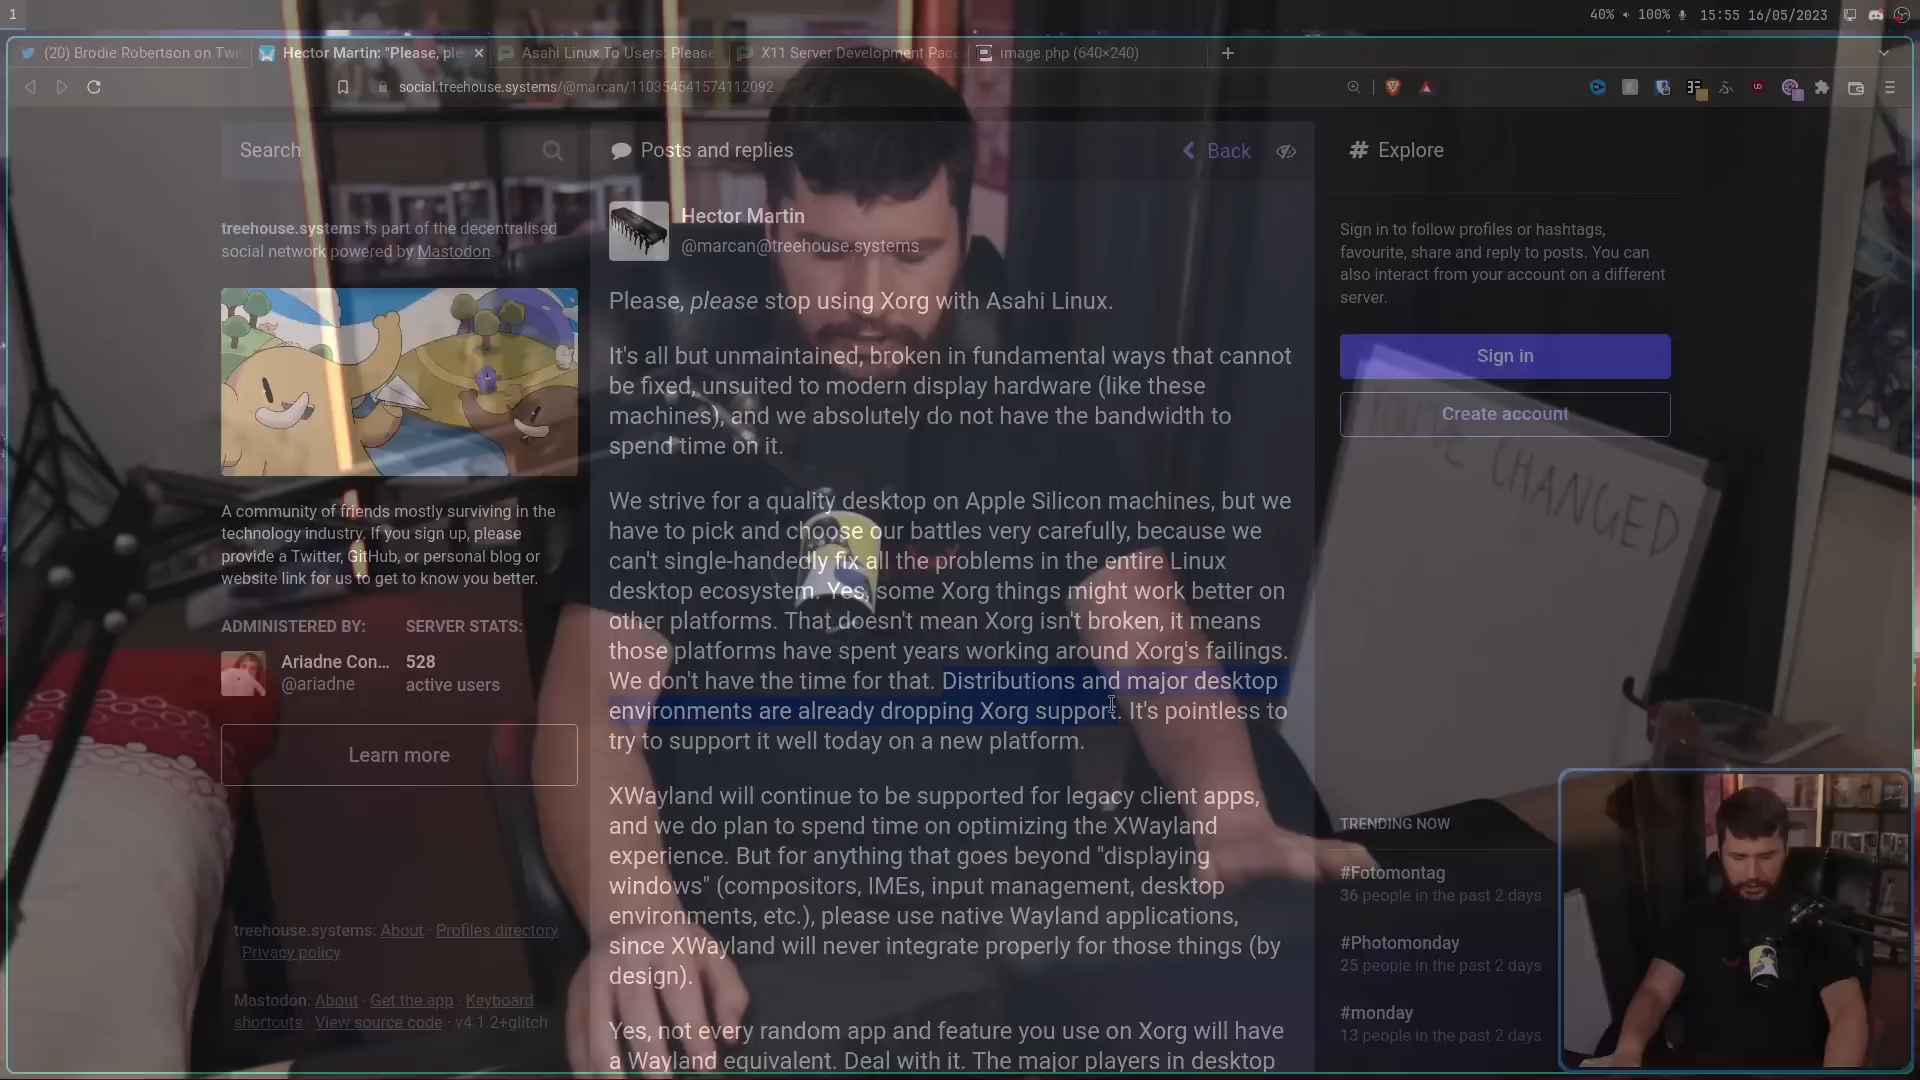 1
40% 100% 15:55 16/05/2023
(20) Brodie Robertson on Twi
Hector Martin: "Please, ple
Asahi Linux To Users: Please
X11 Server Development Pac
image.php (640×240)
social.treehouse.systems/@marcan/110354541574112092
Search
Posts and replies
Back
Explore
treehouse.systems is part of the decentralised
social network powered by Mastodon.
A community of friends mostly surviving in the
technology industry. If you sign up, please
provide a Twitter, GitHub, or personal blog or
website link for us to get to know you better.
ADMINISTERED BY:
Ariadne Con...
@ariadne
SERVER STATS:
528
active users
Learn more
treehouse.systems: About · Profiles directory
· Privacy policy
Mastodon: About · Get the app · Keyboard
shortcuts · View source code · v4.1.2+glitch
Hector Martin
@marcan@treehouse.systems
Please, please stop using Xorg with Asahi Linux.
It's all but unmaintained, broken in fundamental ways that cannot
be fixed, unsuited to modern display hardware (like these
machines), and we absolutely do not have the bandwidth to
spend time on it.
We strive for a quality desktop on Apple Silicon machines, but we
have to pick and choose our battles very carefully, because we
can't single-handedly fix all the problems in the entire Linux
desktop ecosystem. Yes, some Xorg things might work better on
other platforms. That doesn't mean Xorg isn't broken, it means
those platforms have spent years working around Xorg's failings.
We don't have the time for that. Distributions and major desktop
environments are already dropping Xorg support. It's pointless to
try to support it well today on a new platform.
XWayland will continue to be supported for legacy client apps,
and we do plan to spend time on optimizing the XWayland
experience. But for anything that goes beyond "displaying
windows" (compositors, IMEs, input management, desktop
environments, etc.), please use native Wayland applications,
since XWayland will never integrate properly for those things (by
design).
Yes, not every random app and feature you use on Xorg will have
a Wayland equivalent. Deal with it. The major players in desktop
Sign in to follow profiles or hashtags,
favourite, share and reply to posts. You can
also interact from your account on a different
server.
Sign in
Create account
YOU'VE CHANGED
TRENDING NOW
#Fotomontag
36 people in the past 2 days
#Photomonday
25 people in the past 2 days
#monday
13 people in the past 2 days